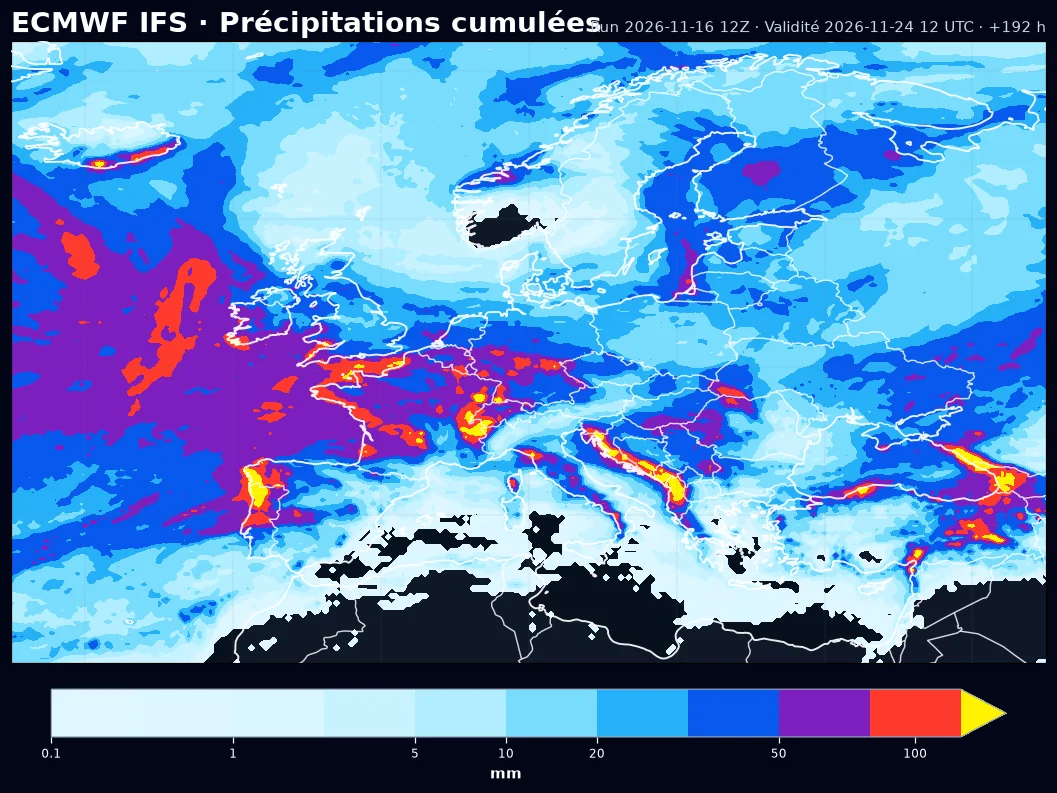 ECMWF IFS · Précipitations cumulées
Run 2026-11-16 12Z · Validité 2026-11-24 12 UTC · +192 h
0.1 1 5 10 20 50 100
mm